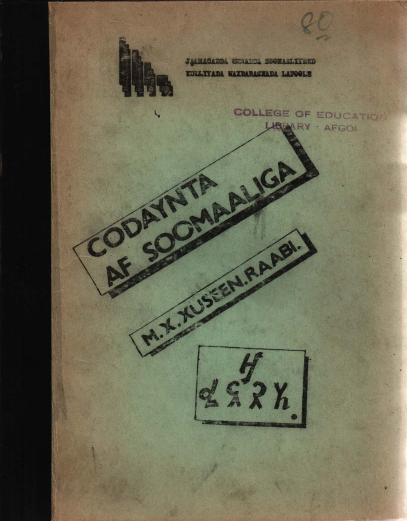 80
JAAMACADDA UMMADDA SOOMAALIYEED
KULLIYADA WAXBARASHADA LAFOOLE
COLLEGE OF EDUCATION
LIBRARY - AFGOI
CODAYNTA
AF SOOMAALIGA
M.X.XUSEEN.RAABI.